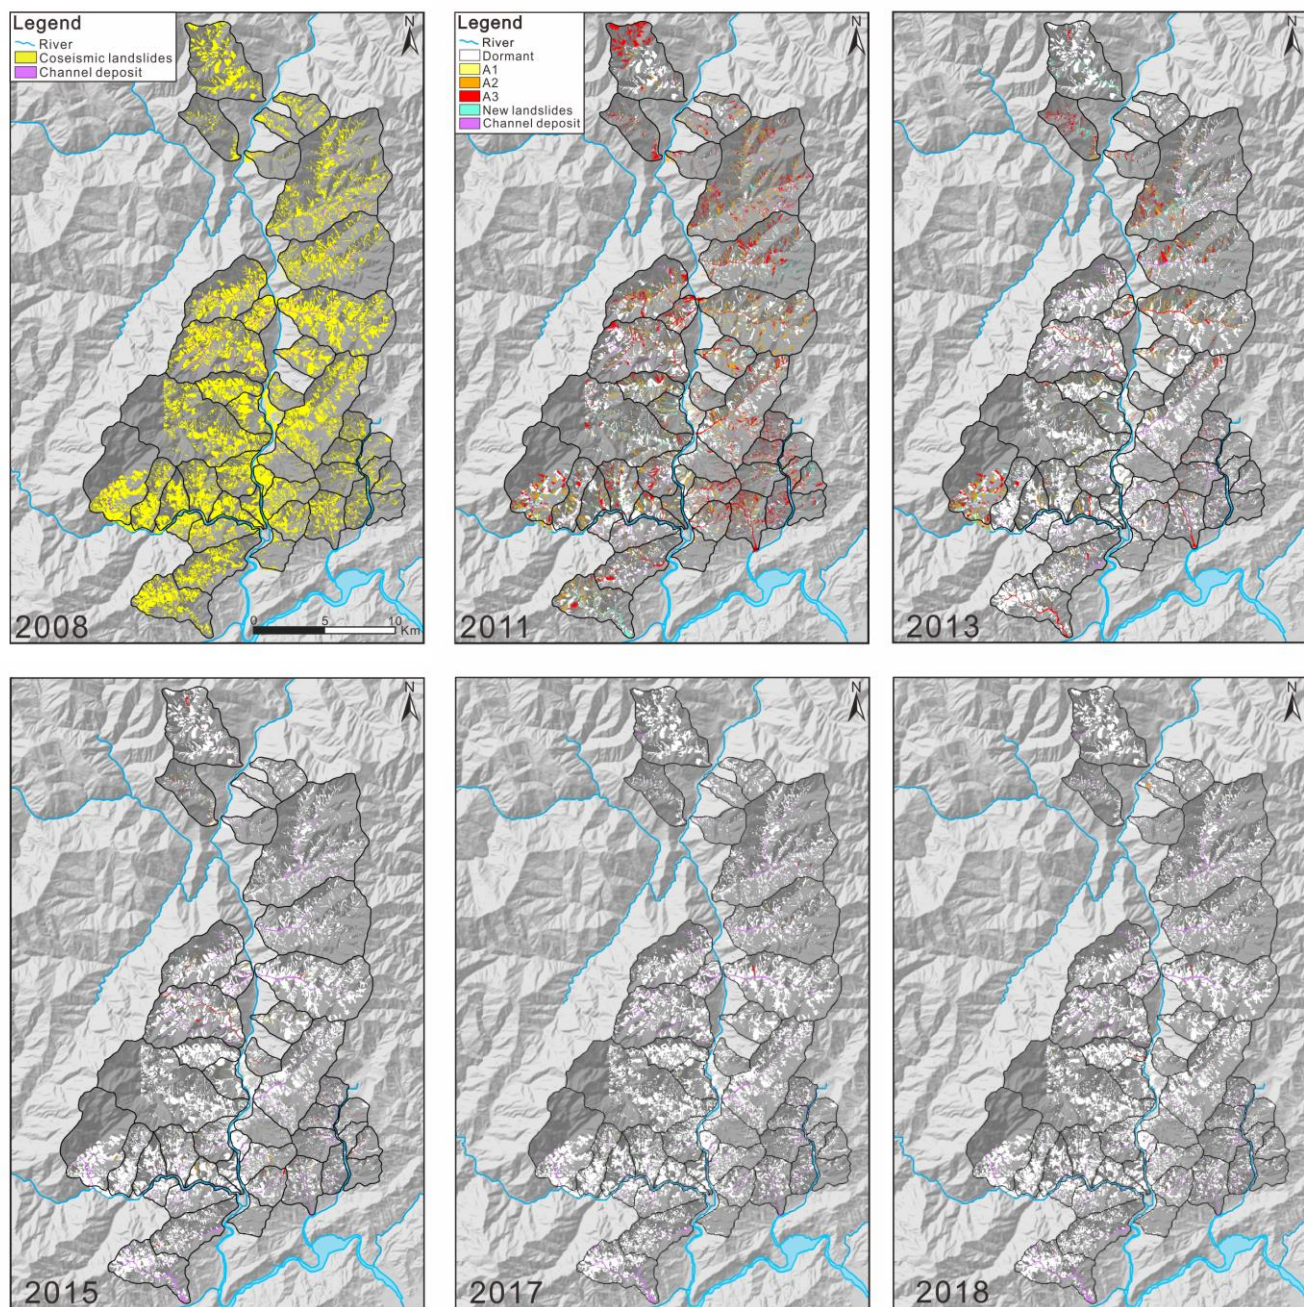 Legend
River
Coseismic landslides
Channel deposit
N
0 5 10
Km
2008
Legend
River
Dormant
A1
A2
A3
New landslides
Channel deposit
N
2011
N
2013
N
2015
N
2017
N
2018